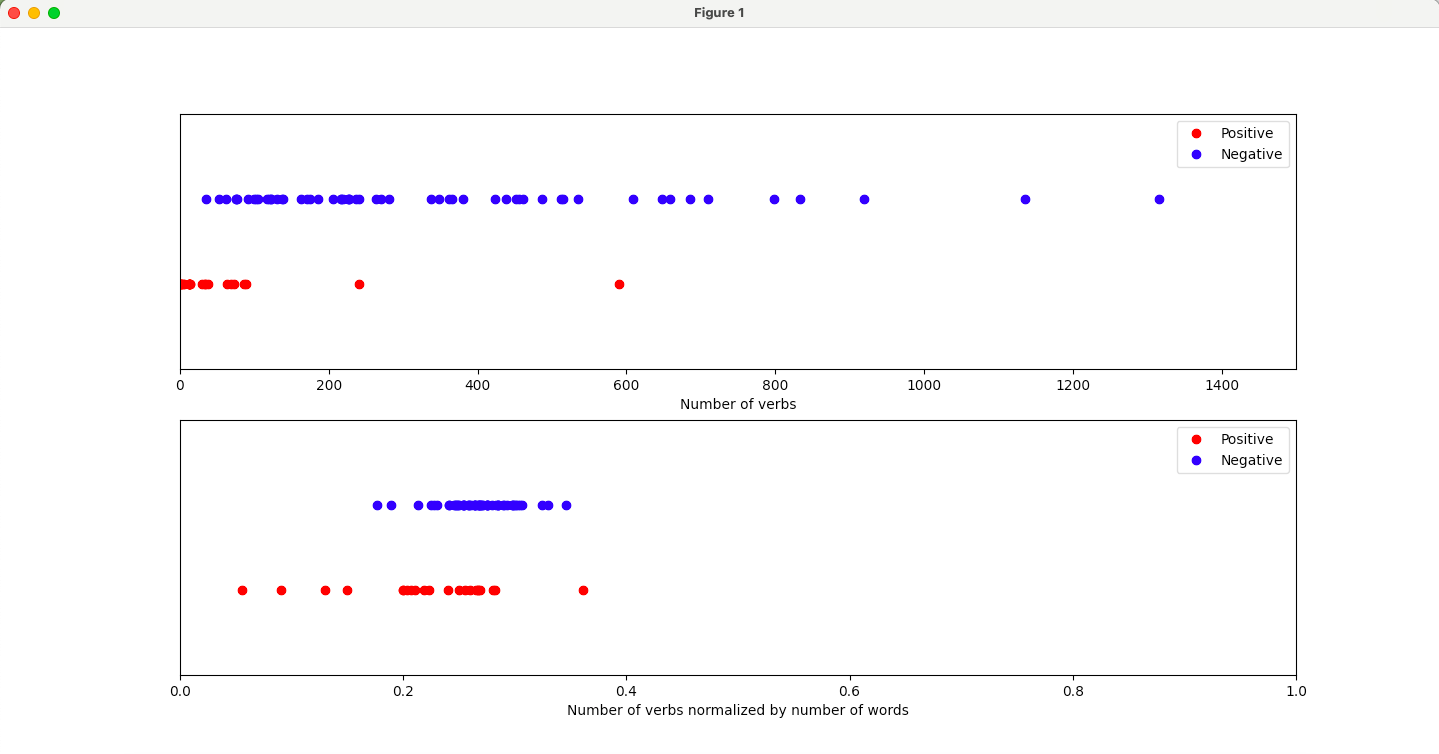 Figure 1
Positive
Negative
0 200 400 600 800 1000 1200 1400
Number of verbs
Positive
Negative
0.0 0.2 0.4 0.6 0.8 1.0
Number of verbs normalized by number of words